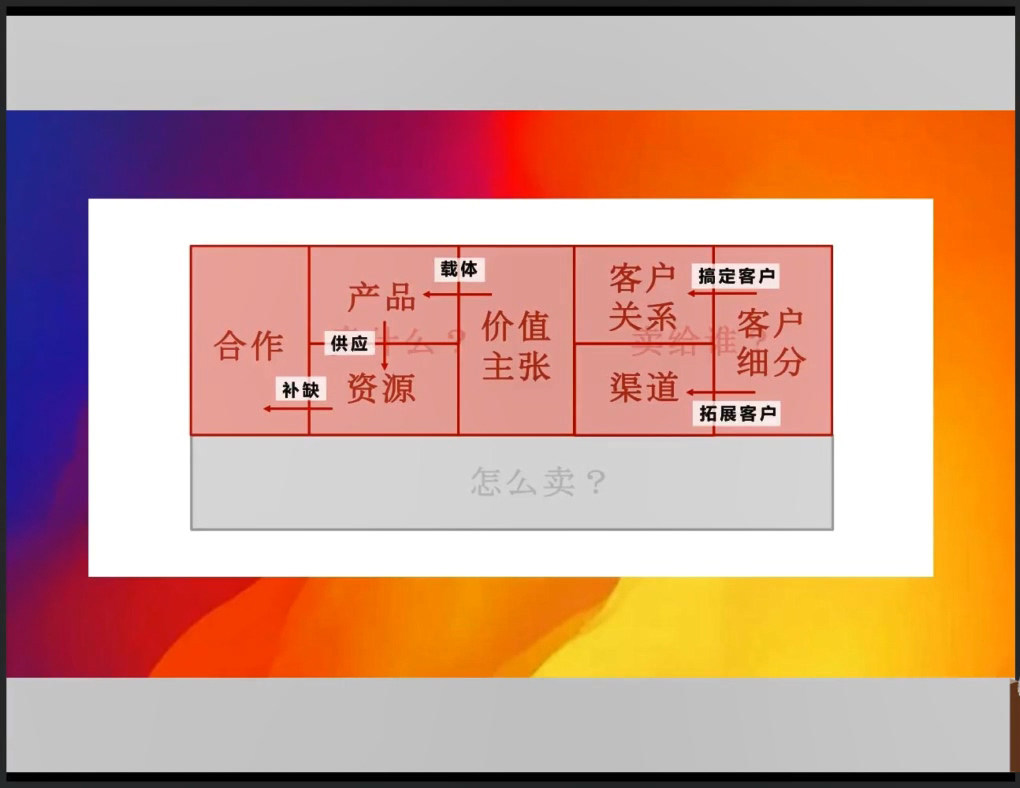 合作
产品
载体
供应
卖什么？
资源
补缺
价值
主张
客户
关系
搞定客户
卖给谁？
渠道
客户
细分
拓展客户
怎么卖？